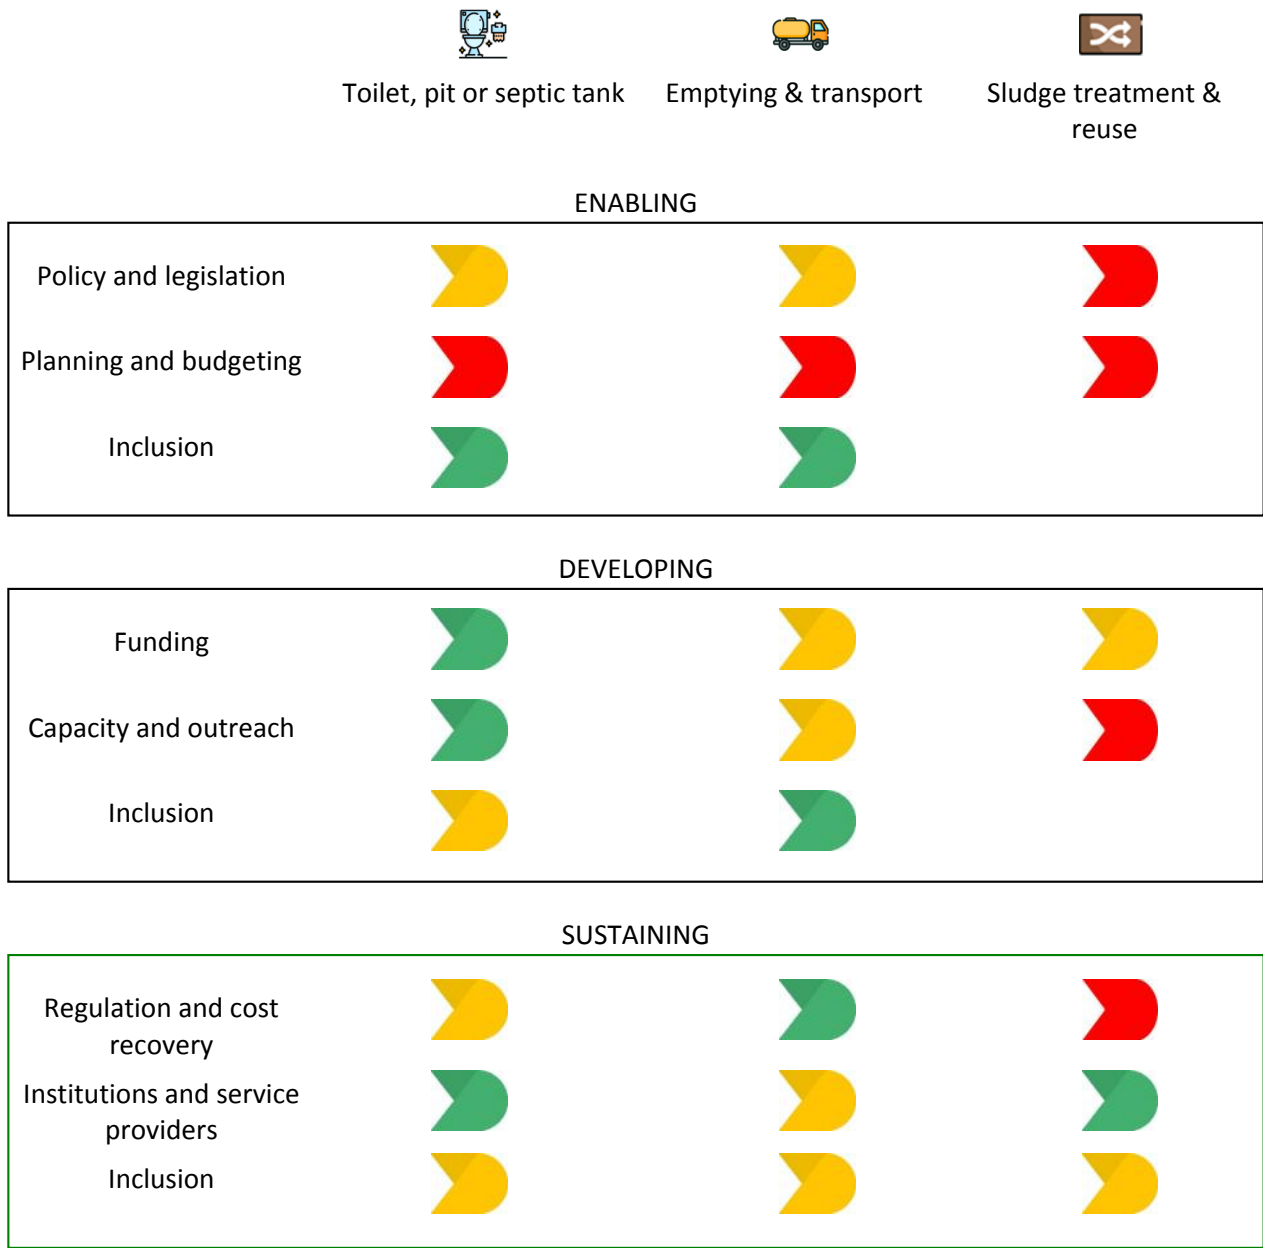 Toilet, pit or septic tank
Emptying & transport
Sludge treatment &
reuse
ENABLING
Policy and legislation
Planning and budgeting
Inclusion
DEVELOPING
Funding
Capacity and outreach
Inclusion
SUSTAINING
Regulation and cost
recovery
Institutions and service
providers
Inclusion